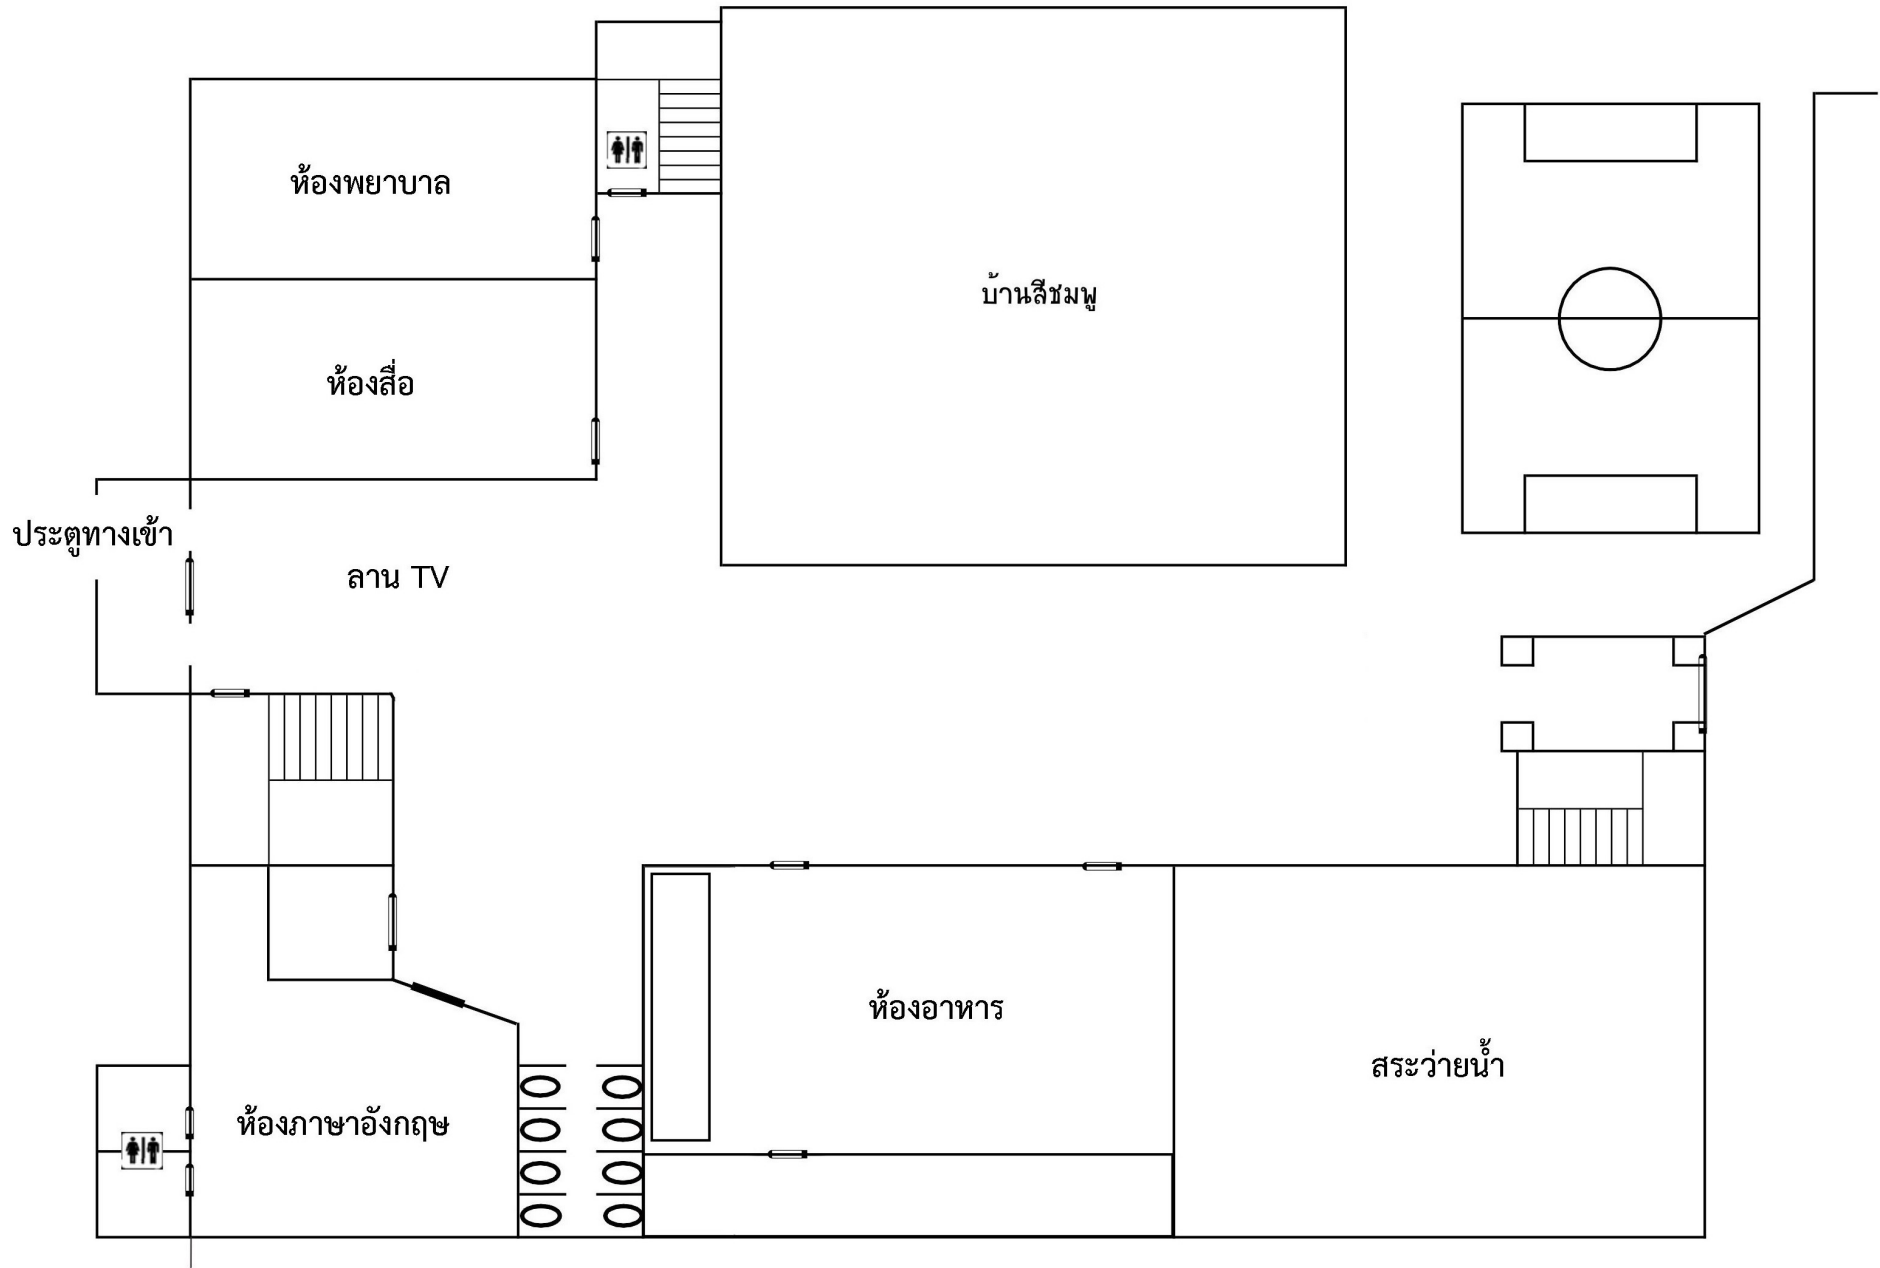 ห้องพยาบาล
บ้านสีชมพู
ห้องสื่อ
ประตูทางเข้า
ลาน TV
ห้องอาหาร
สระว่ายน้ำ
ห้องภาษาอังกฤษ